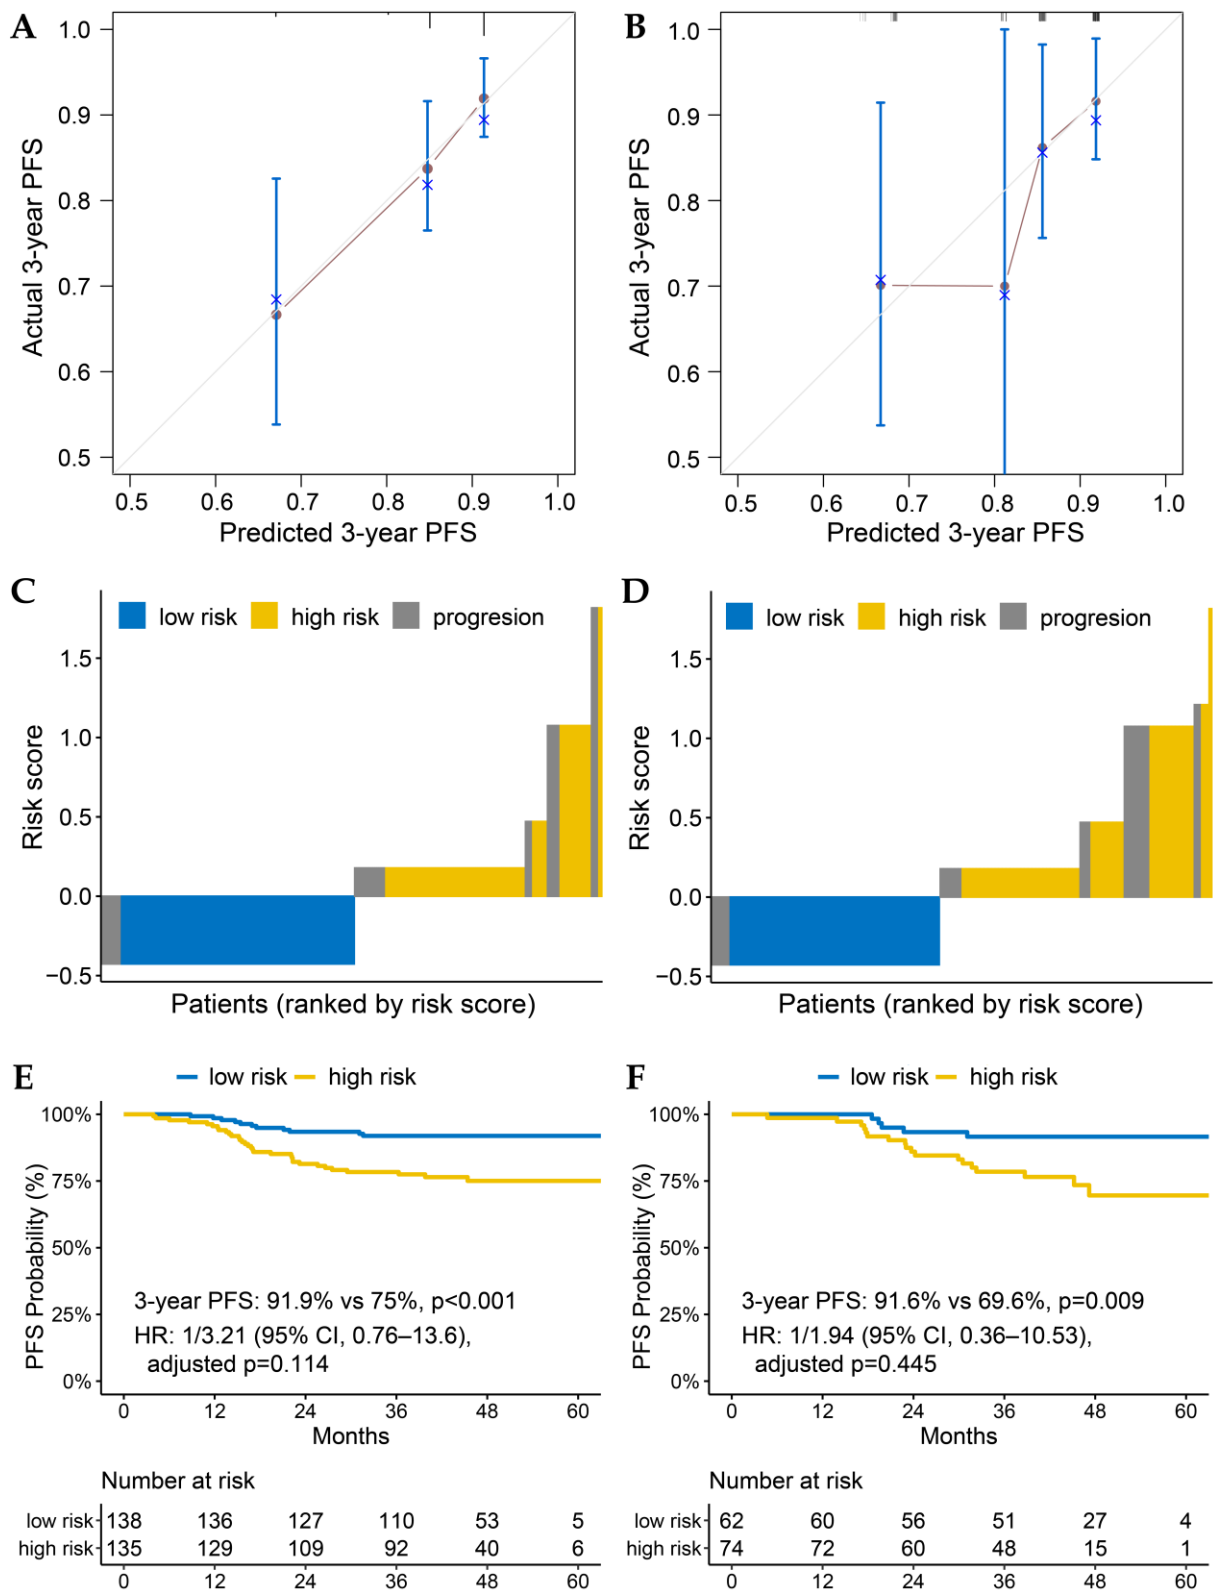 A
B
1.0
0.9
0.8
0.7
0.6
0.5
Actual 3-year PFS
0.5 0.6 0.7 0.8 0.9 1.0
Predicted 3-year PFS
1.0
0.9
0.8
0.7
0.6
0.5
Actual 3-year PFS
0.5 0.6 0.7 0.8 0.9 1.0
Predicted 3-year PFS
C
low risk high risk progresion
1.5
1.0
0.5
0.0
−0.5
Risk score
Patients (ranked by risk score)
D
low risk high risk progresion
1.5
1.0
0.5
0.0
−0.5
Risk score
Patients (ranked by risk score)
E
low risk high risk
100%
75%
50%
25%
0%
PFS Probability (%)
3-year PFS: 91.9% vs 75%, p<0.001
HR: 1/3.21 (95% CI, 0.76–13.6),
adjusted p=0.114
0 12 24 36 48 60
Months
Number at risk
low risk 138 136 127 110 53 5
high risk 135 129 109 92 40 6
0 12 24 36 48 60
F
low risk high risk
100%
75%
50%
25%
0%
PFS Probability (%)
3-year PFS: 91.6% vs 69.6%, p=0.009
HR: 1/1.94 (95% CI, 0.36–10.53),
adjusted p=0.445
0 12 24 36 48 60
Months
Number at risk
low risk 62 60 56 51 27 4
high risk 74 72 60 48 15 1
0 12 24 36 48 60